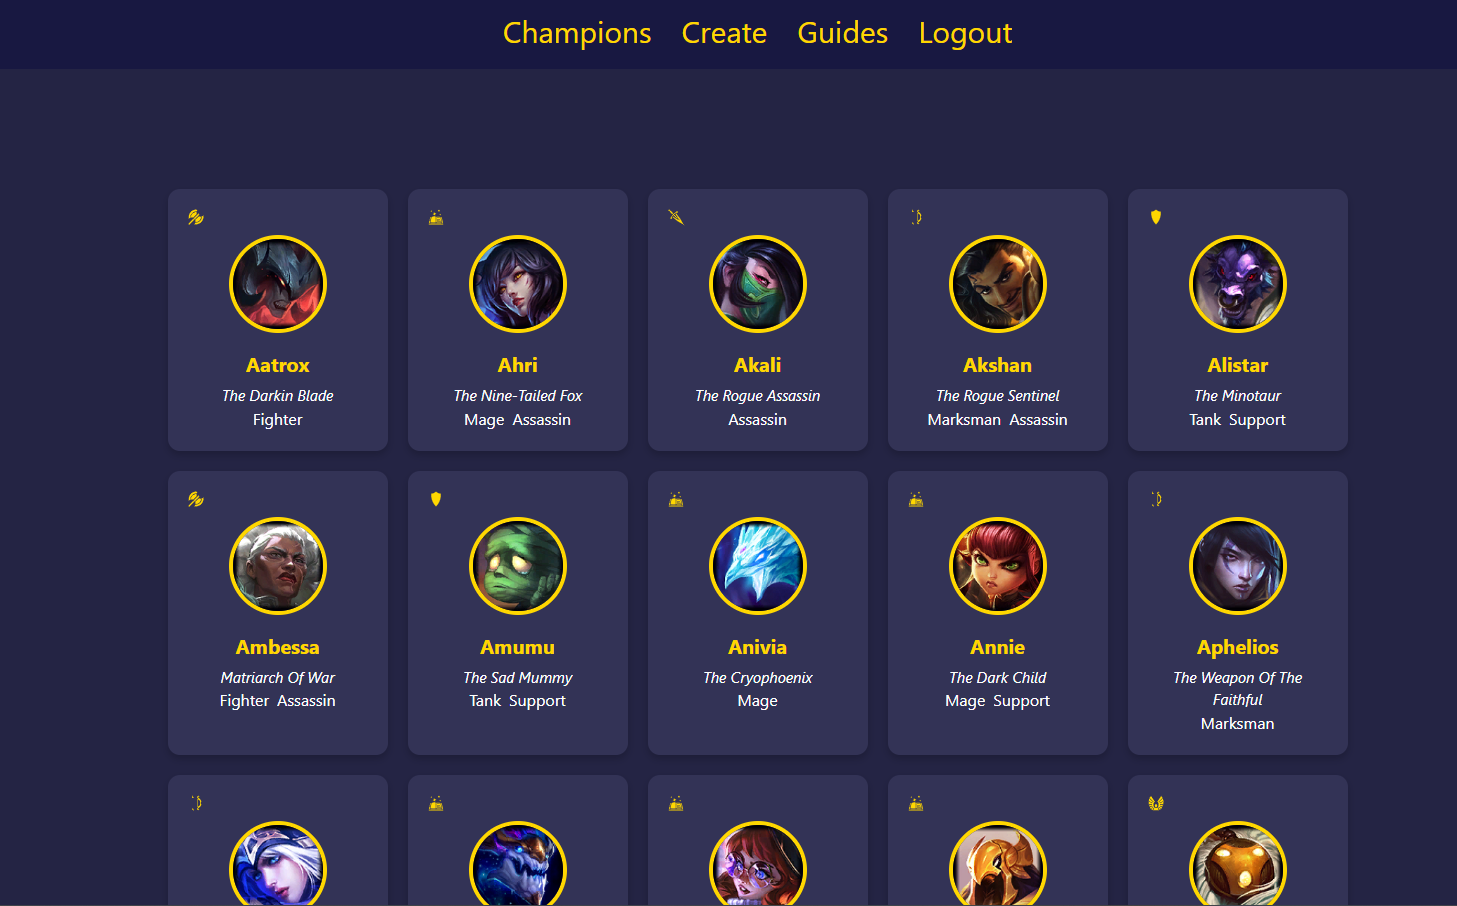 Champions Create Guides Logout
Aatrox
The Darkin Blade
Fighter
Ahri
The Nine-Tailed Fox
Mage Assassin
Akali
The Rogue Assassin
Assassin
Akshan
The Rogue Sentinel
Marksman Assassin
Alistar
The Minotaur
Tank Support
Ambessa
Matriarch Of War
Fighter Assassin
Amumu
The Sad Mummy
Tank Support
Anivia
The Cryophoenix
Mage
Annie
The Dark Child
Mage Support
Aphelios
The Weapon Of The
Faithful
Marksman